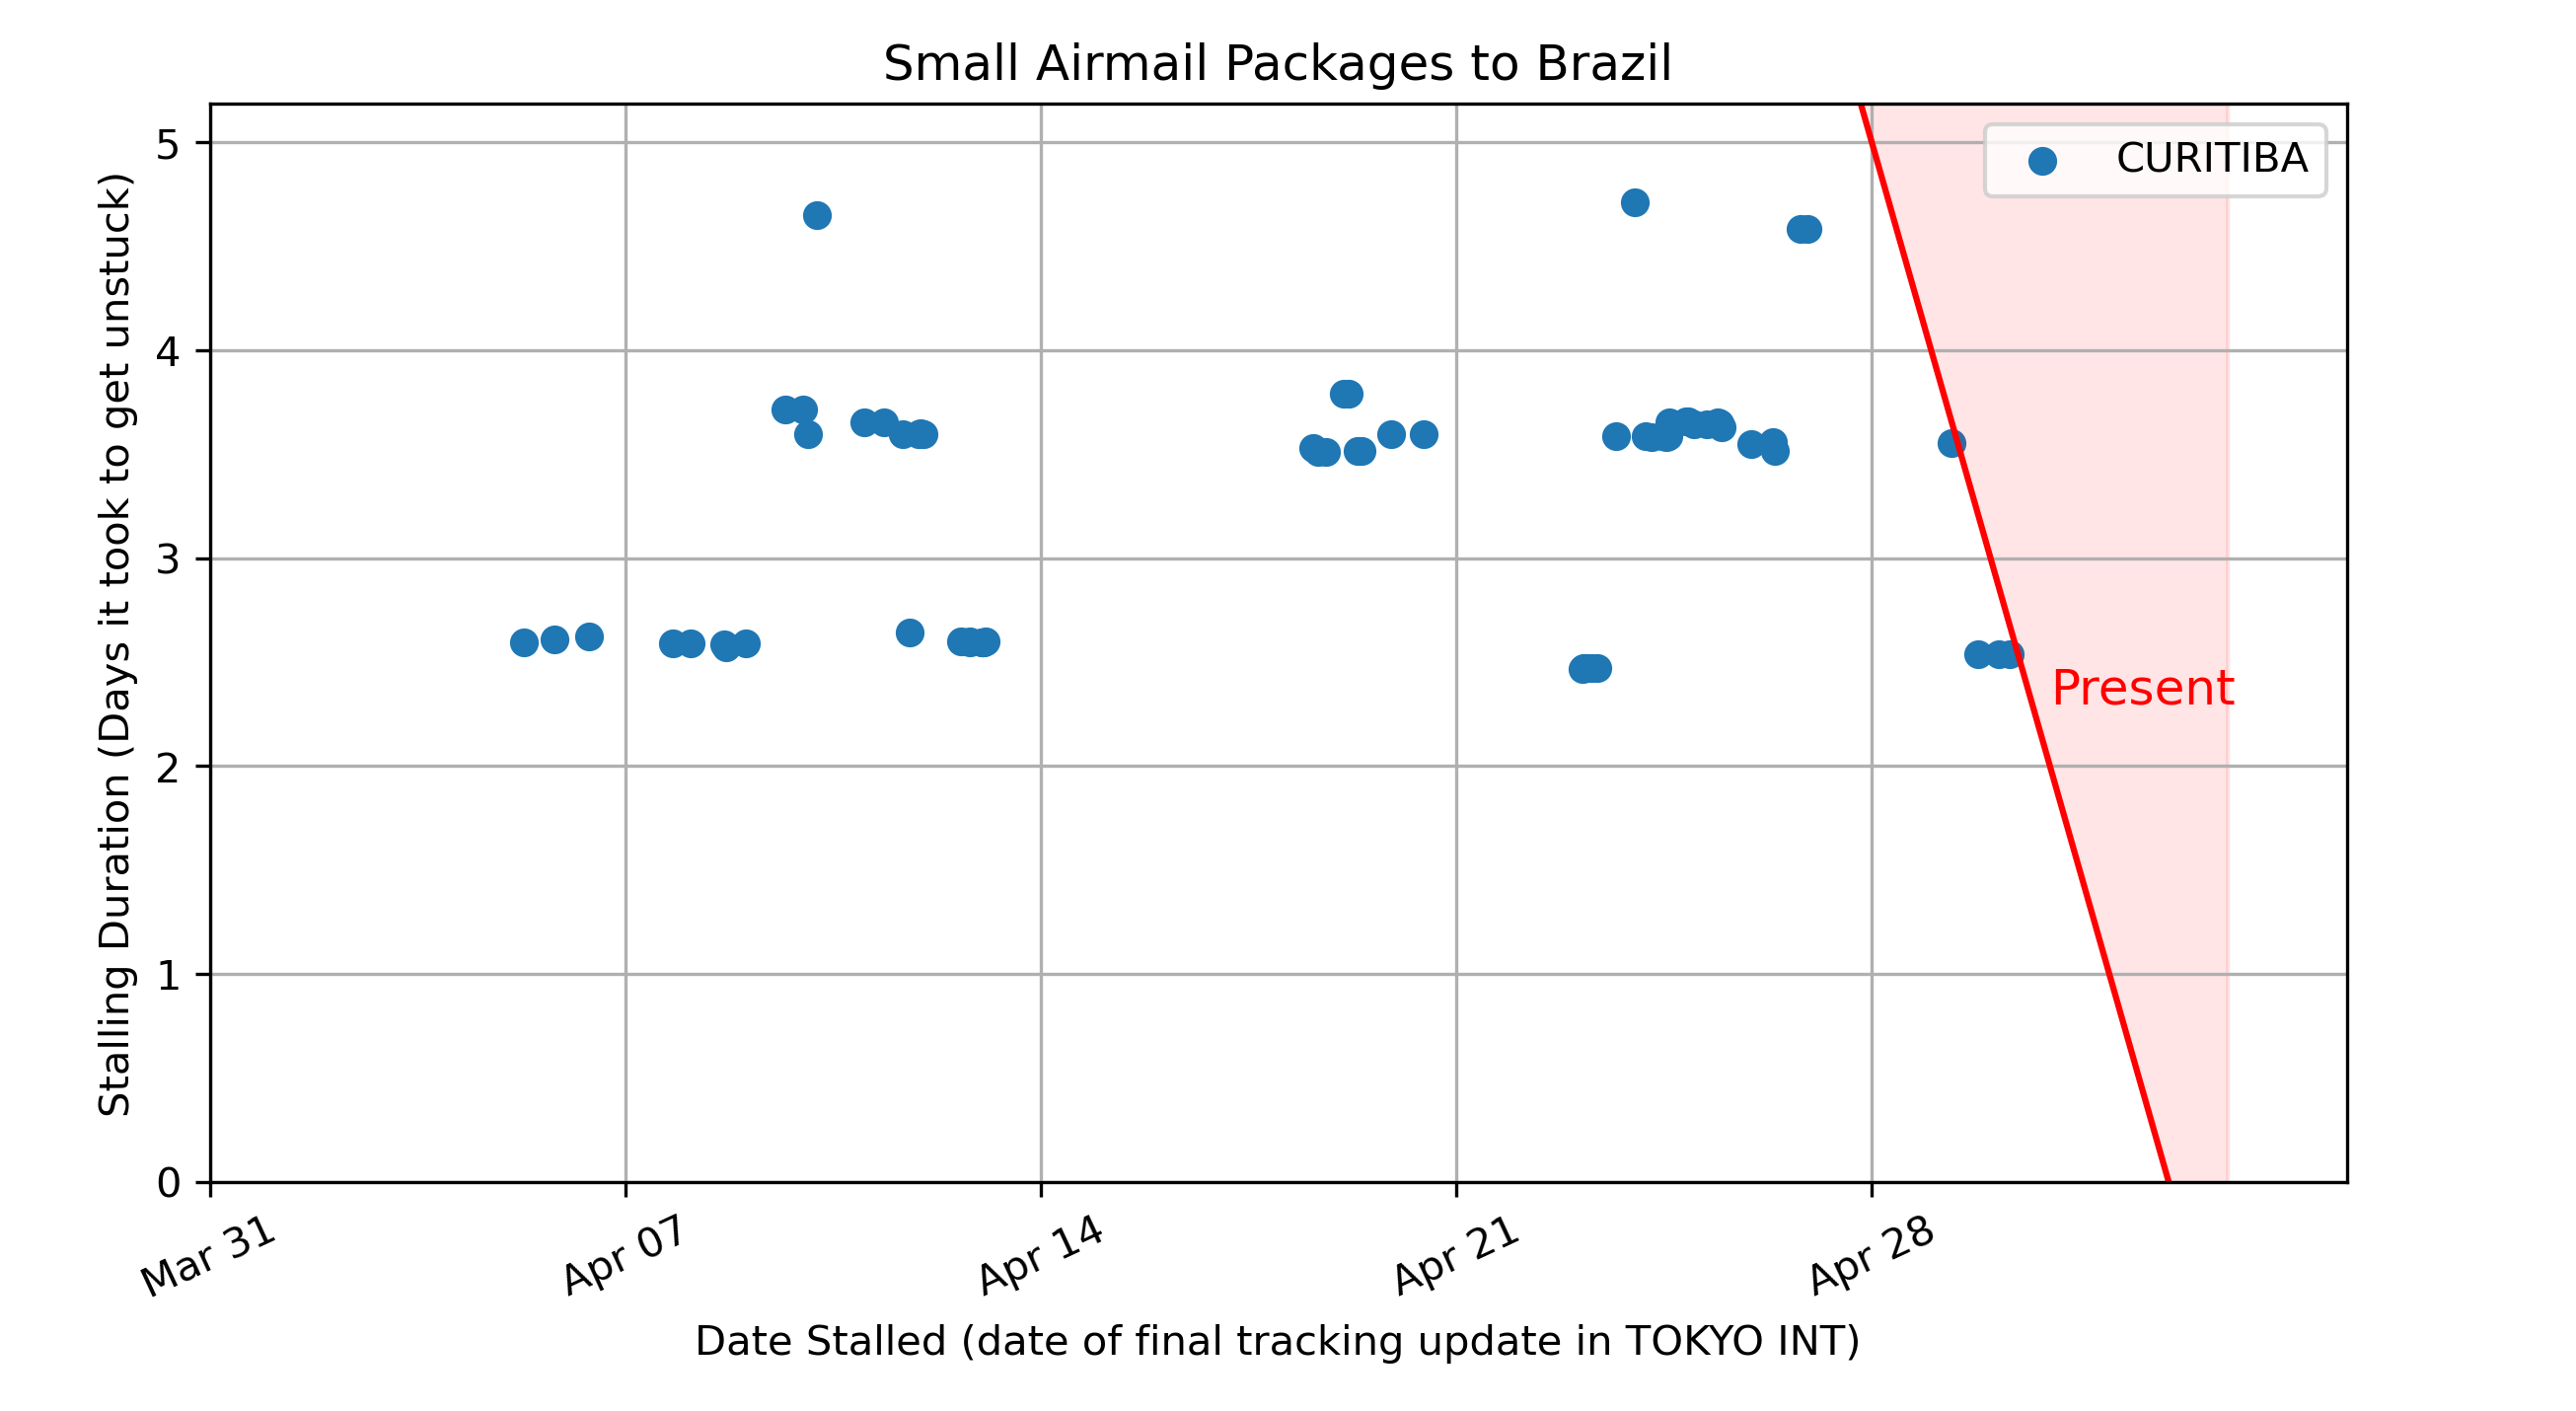 Small Airmail Packages to Brazil
CURITIBA
Stalling Duration (Days it took to get unstuck)
5
4
3
2
1
0
Present
Mar 31
Apr 07
Apr 14
Apr 21
Apr 28
Date Stalled (date of final tracking update in TOKYO INT)